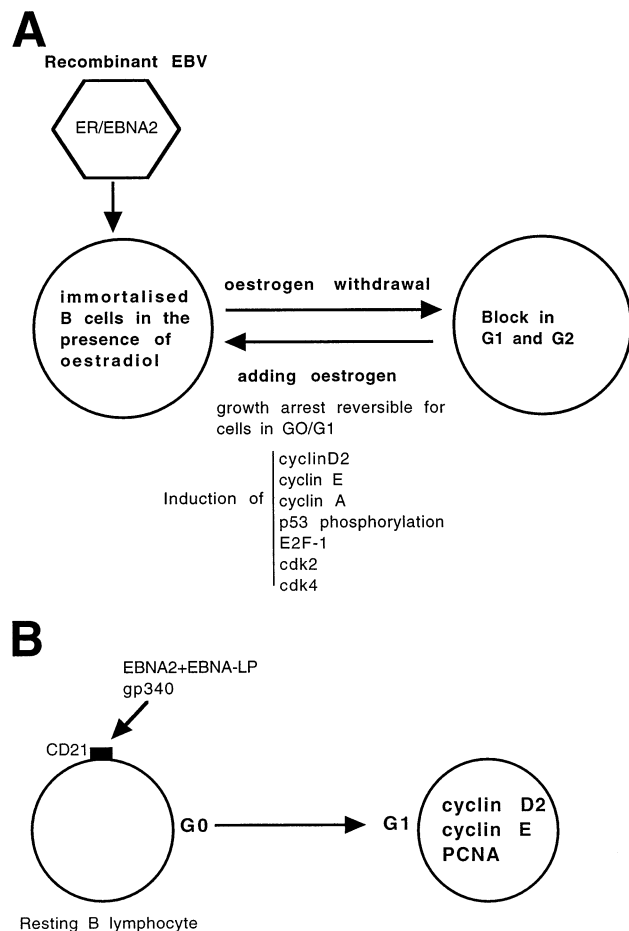 A
Recombinant EBV
ER/EBNA2
immortalised
B cells in the
presence of
oestradiol
oestrogen withdrawal
Block in
G1 and G2
adding oestrogen
growth arrest reversible for
cells in GO/G1
Induction of
cyclinD2
cyclin E
cyclin A
p53 phosphorylation
E2F-1
cdk2
cdk4
B
EBNA2+EBNA-LP
gp340
CD21
G0
G1
cyclin D2
cyclin E
PCNA
Resting B lymphocyte